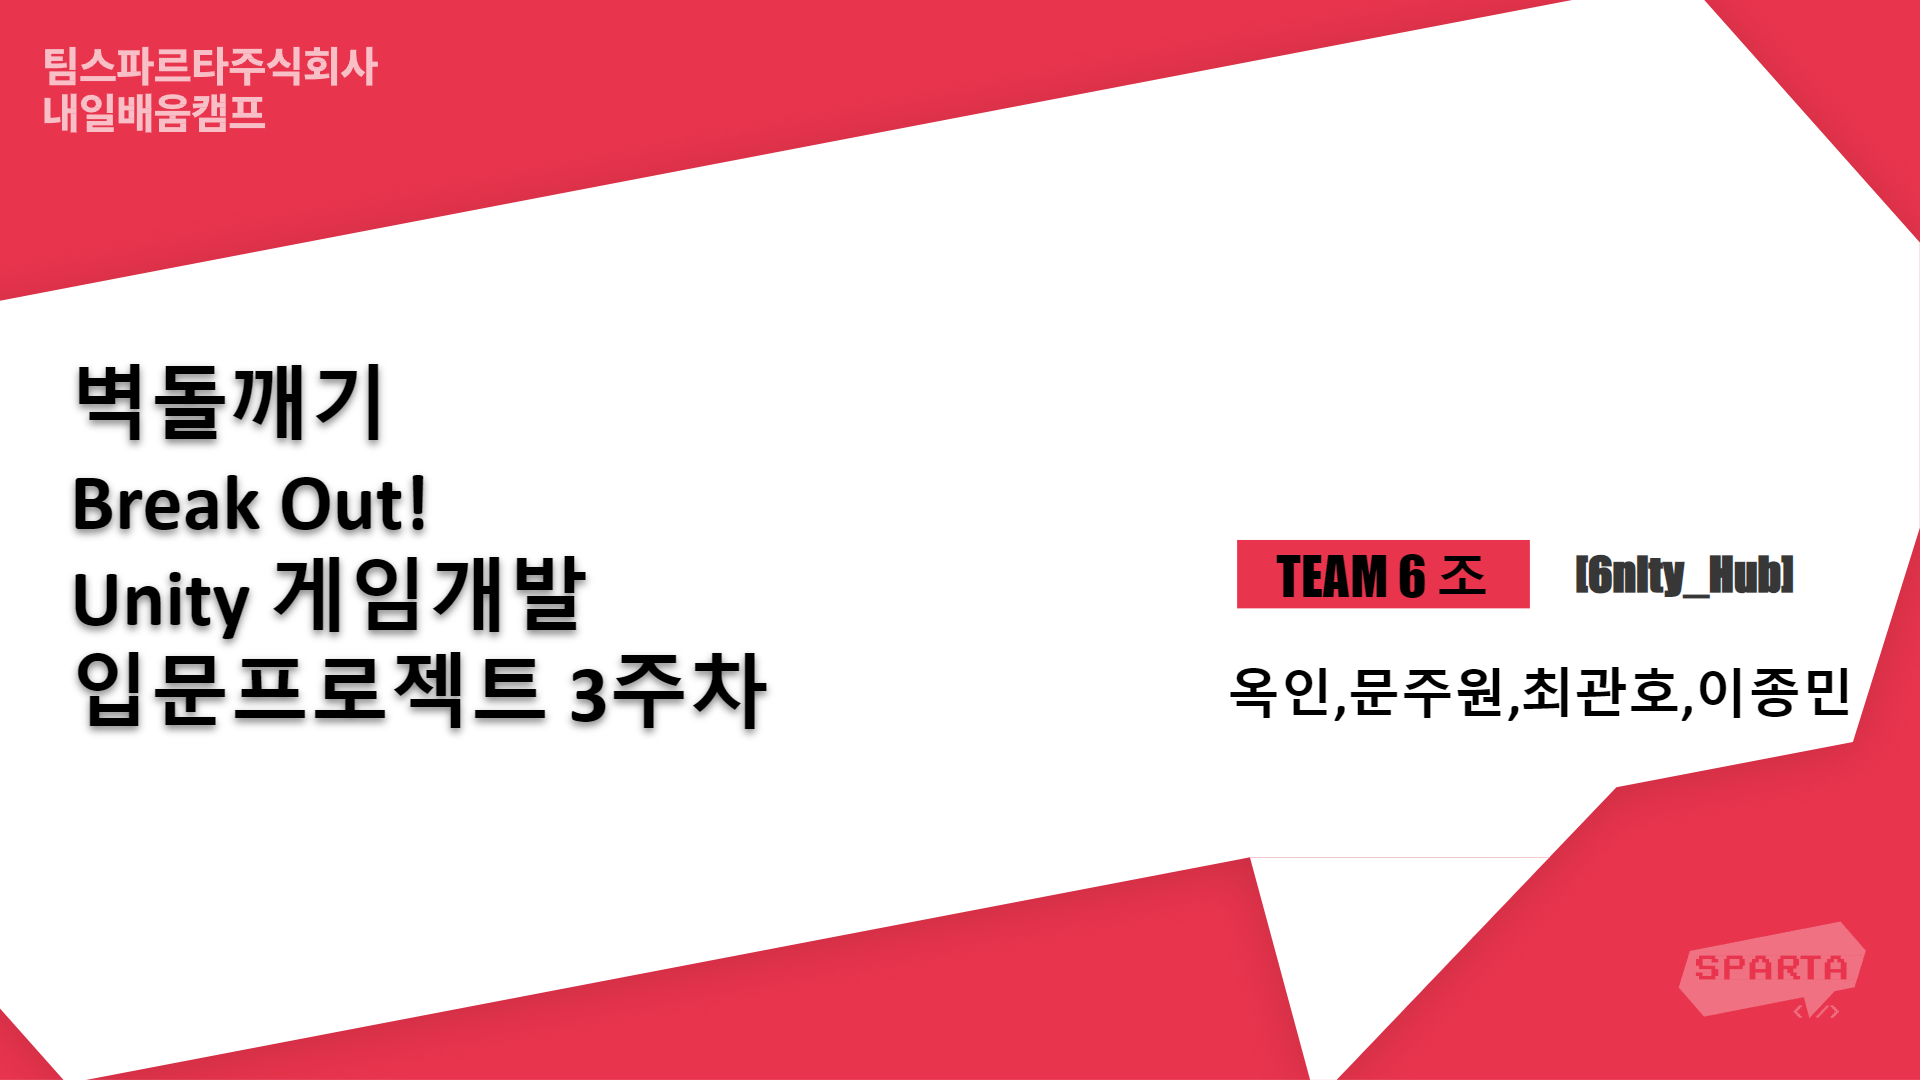 팀스파르타주식회사
내일배움캠프
벽돌깨기
Break Out!
Unity 게임개발
입문프로젝트 3주차
TEAM 6 조
[6nity_Hub]
옥인,문주원,최관호,이종민
SPARTA
</>